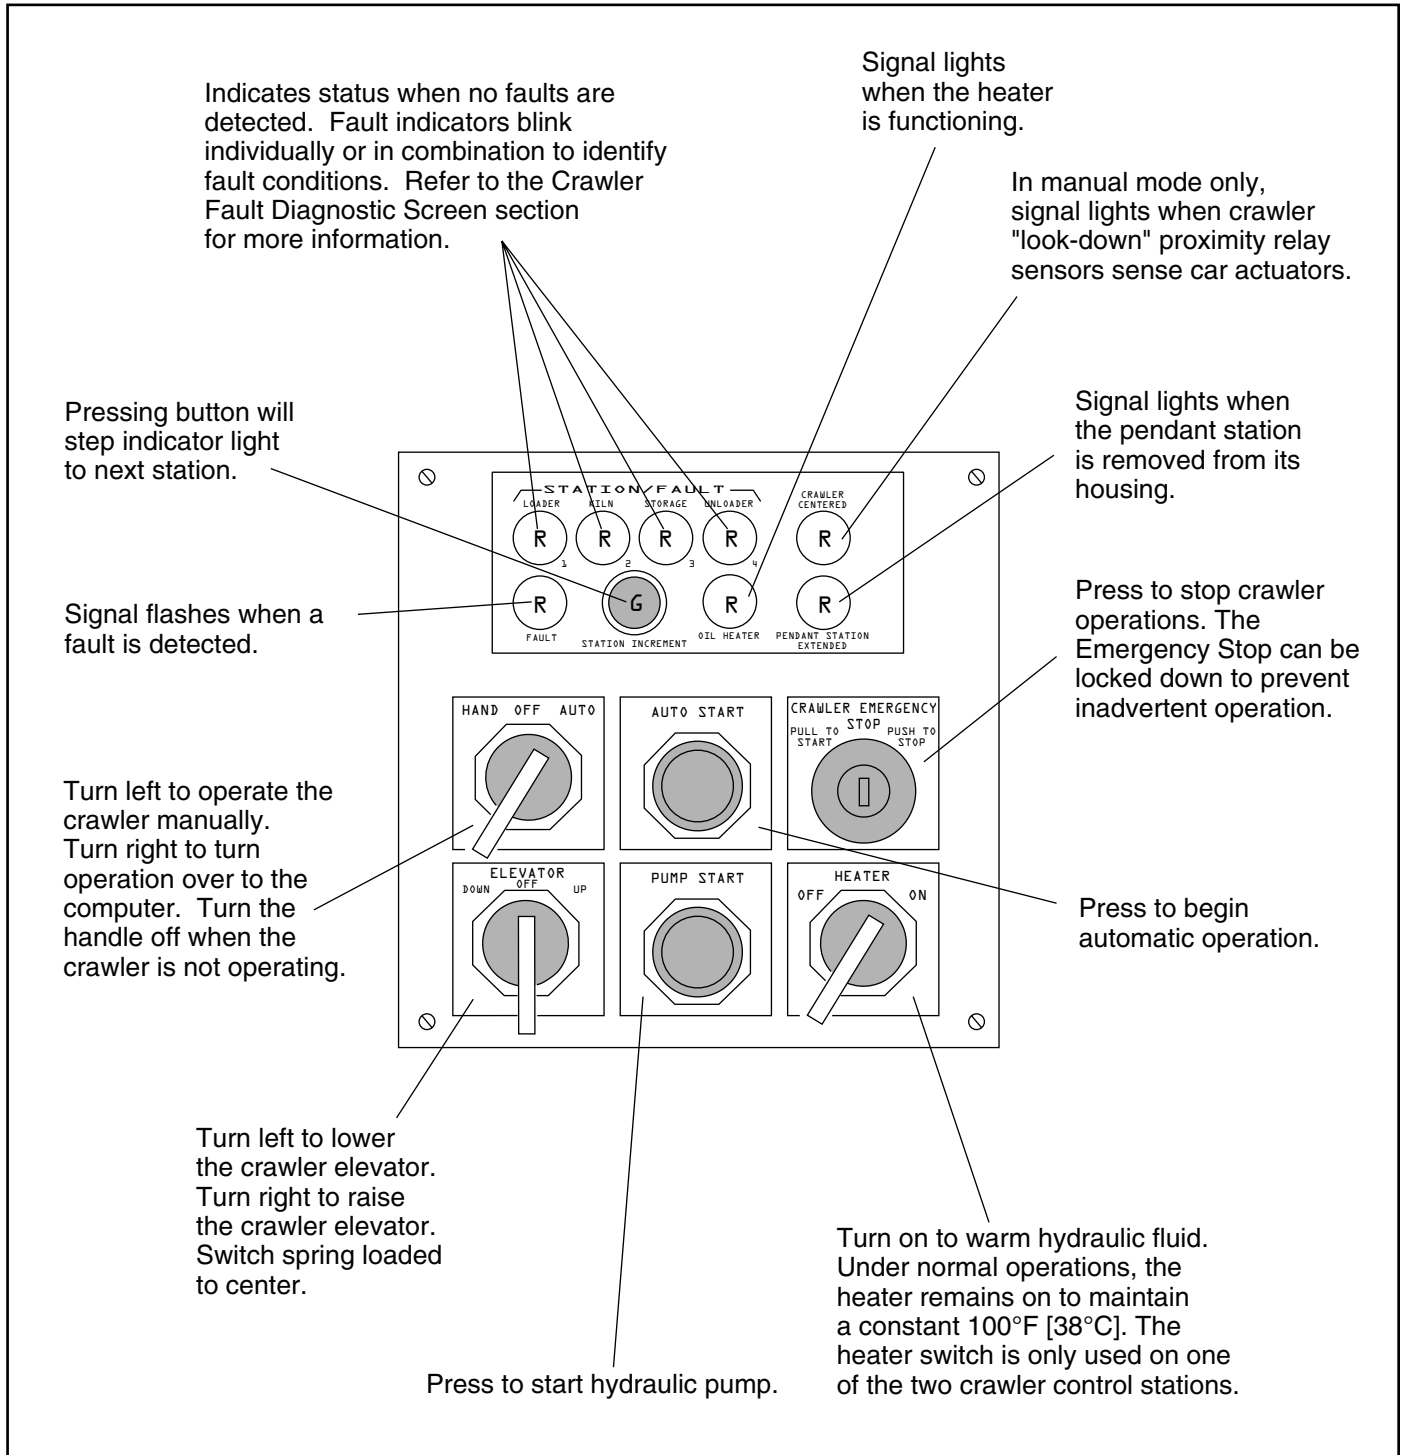 Signal lights
when the heater
is functioning.
Indicates status when no faults are
detected.  Fault indicators blink
individually or in combination to identify
fault conditions.  Refer to the Crawler
Fault Diagnostic Screen section
for more information.
In manual mode only,
signal lights when crawler
"look-down" proximity relay
sensors sense car actuators.
Pressing button will
step indicator light
to next station.
Signal lights when
the pendant station
is removed from its
housing.
Signal flashes when a
fault is detected.
Press to stop crawler
operations. The
Emergency Stop can be
locked down to prevent
inadvertent operation.
STATION/FAULT
LOADER KILN STORAGE UNLOADER
CRAWLER
CENTERED
R R R R R
1 2 3 4
R G R R
FAULT
STATION INCREMENT
OIL HEATER
PENDANT STATION
EXTENDED
HAND OFF AUTO
AUTO START
CRAWLER EMERGENCY
STOP
PULL TO
START
PUSH TO
STOP
Turn left to operate the
crawler manually.
Turn right to turn
operation over to the
computer.  Turn the
handle off when the
crawler is not operating.
ELEVATOR
DOWN OFF UP
PUMP START
HEATER
OFF ON
Press to begin
automatic operation.
Turn left to lower
the crawler elevator.
Turn right to raise
the crawler elevator.
Switch spring loaded
to center.
Turn on to warm hydraulic fluid.
Under normal operations, the
heater remains on to maintain
a constant 100°F [38°C]. The
heater switch is only used on one
of the two crawler control stations.
Press to start hydraulic pump.